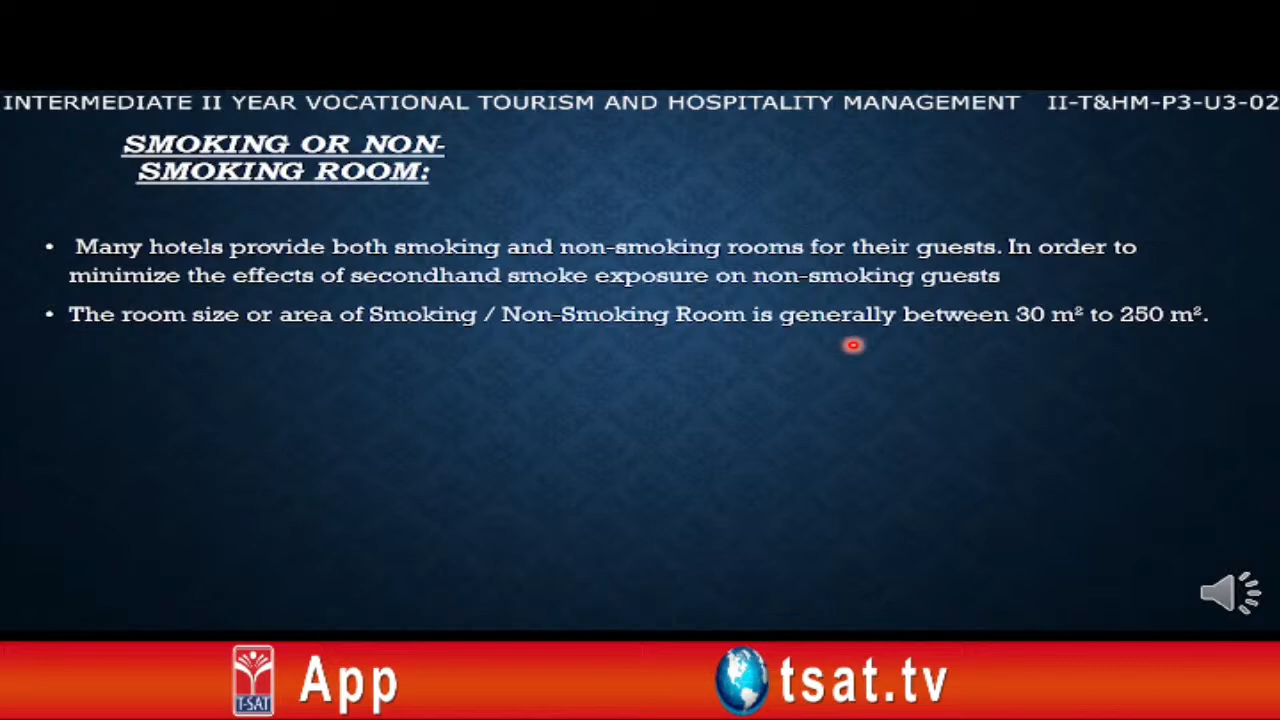 INTERMEDIATE II YEAR VOCATIONAL TOURISM AND HOSPITALITY MANAGEMENT II-T&HM-P3-U3-02
SMOKING OR NON-
SMOKING ROOM:
• Many hotels provide both smoking and non-smoking rooms for their guests. In order to
minimize the effects of secondhand smoke exposure on non-smoking guests
• The room size or area of Smoking / Non-Smoking Room is generally between 30 m² to 250 m².
T-SAT App tsat.tv